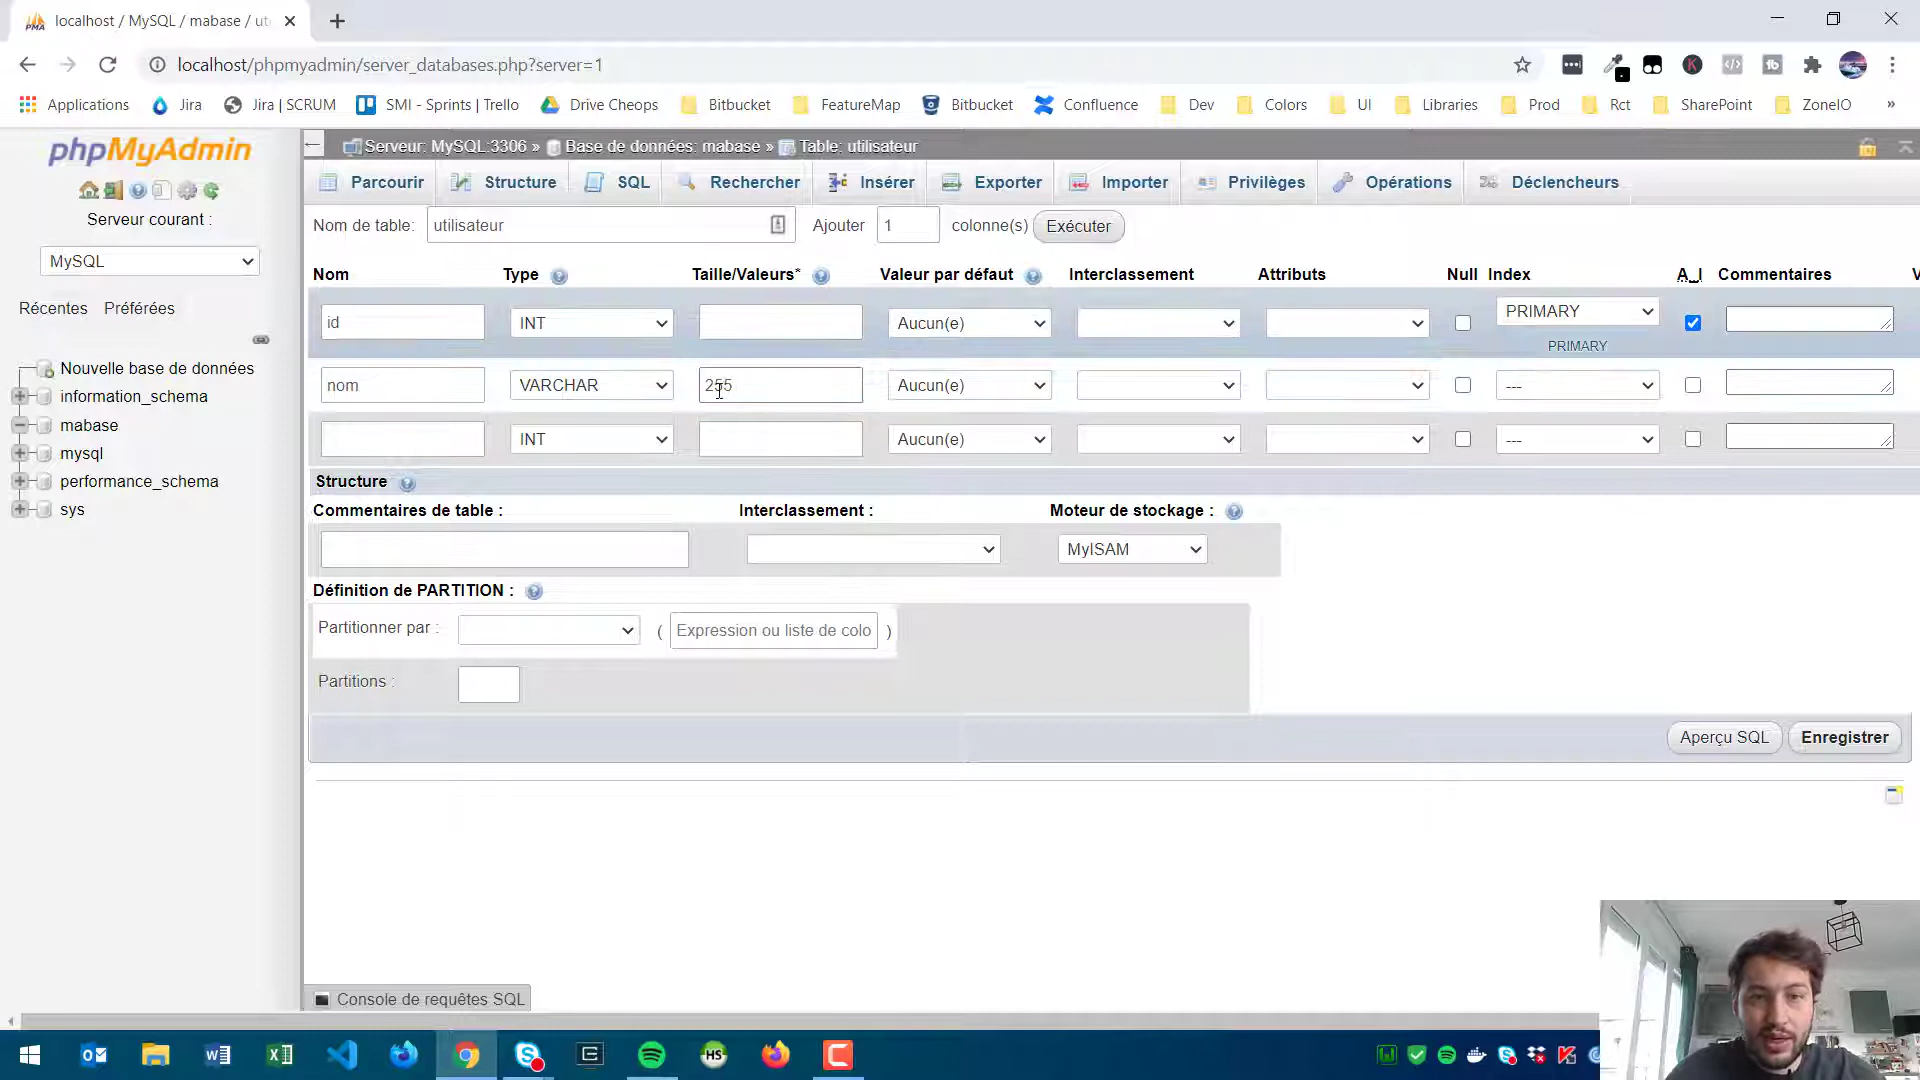 localhost / MySQL / mabase / ut
localhost/phpmyadmin/server_databases.php?server=1
Applications Jira Jira | SCRUM SMI - Sprints | Trello Drive Cheops Bitbucket FeatureMap Bitbucket Confluence Dev Colors UI Libraries Prod Rct SharePoint ZoneIO »
phpMyAdmin
Serveur courant :
MySQL
Récentes Préférées
Nouvelle base de données
information_schema
mabase
mysql
performance_schema
sys
Serveur: MySQL:3306 » Base de données: mabase » Table: utilisateur
Parcourir Structure SQL Rechercher Insérer Exporter Importer Privilèges Opérations Déclencheurs
Nom de table: utilisateur Ajouter 1 colonne(s) Exécuter
Nom Type Taille/Valeurs* Valeur par défaut Interclassement Attributs Null Index A_I Commentaires V
id INT Aucun(e) PRIMARY
PRIMARY
nom VARCHAR 255 Aucun(e) ---
INT Aucun(e) ---
Structure
Commentaires de table : Interclassement : Moteur de stockage :
MyISAM
Définition de PARTITION :
Partitionner par : ( Expression ou liste de colo )
Partitions :
Aperçu SQL Enregistrer
Console de requêtes SQL